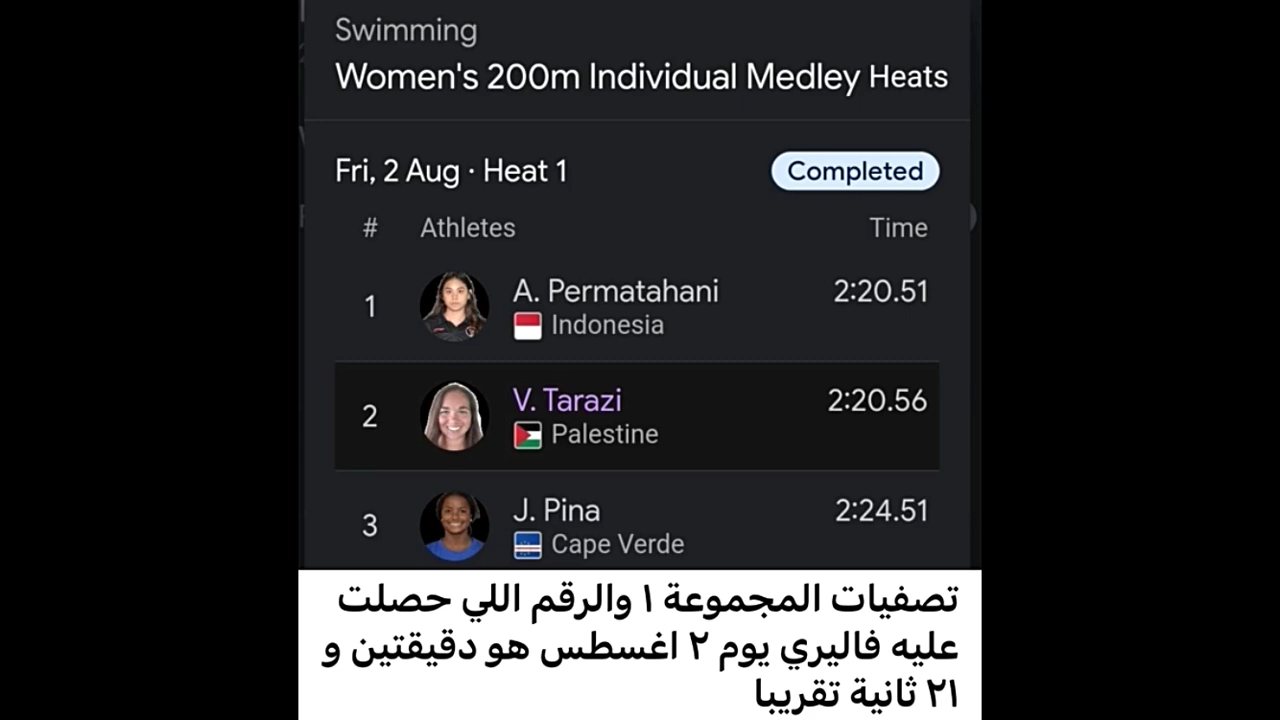 Swimming
Women's 200m Individual Medley Heats
Fri, 2 Aug · Heat 1
Completed
# Athletes Time
1 A. Permatahani 2:20.51
Indonesia
2 V. Tarazi 2:20.56
Palestine
3 J. Pina 2:24.51
Cape Verde
تصفيات المجموعة ١ والرقم اللي حصلت
عليه فاليري يوم ٢ اغسطس هو دقيقتين و
٢١ ثانية تقريبا